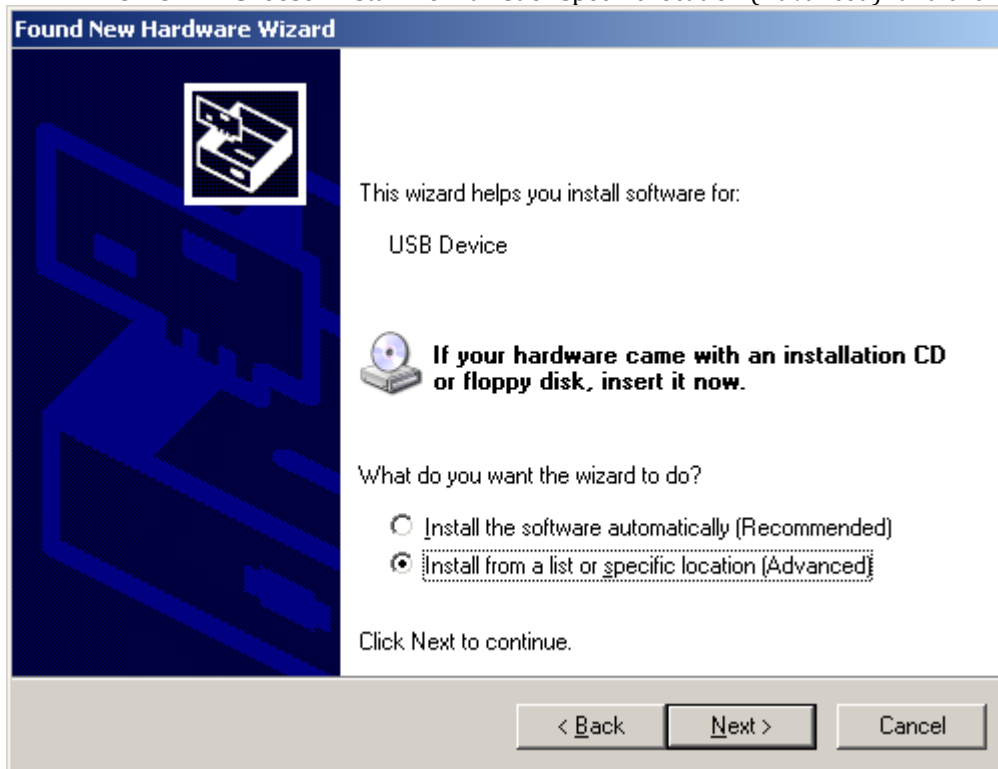 Found New Hardware Wizard
This wizard helps you install software for:
USB Device
If your hardware came with an installation CD
or floppy disk, insert it now.
What do you want the wizard to do?
Install the software automatically (Recommended)
Install from a list or specific location (Advanced)
Click Next to continue.
< Back Next > Cancel